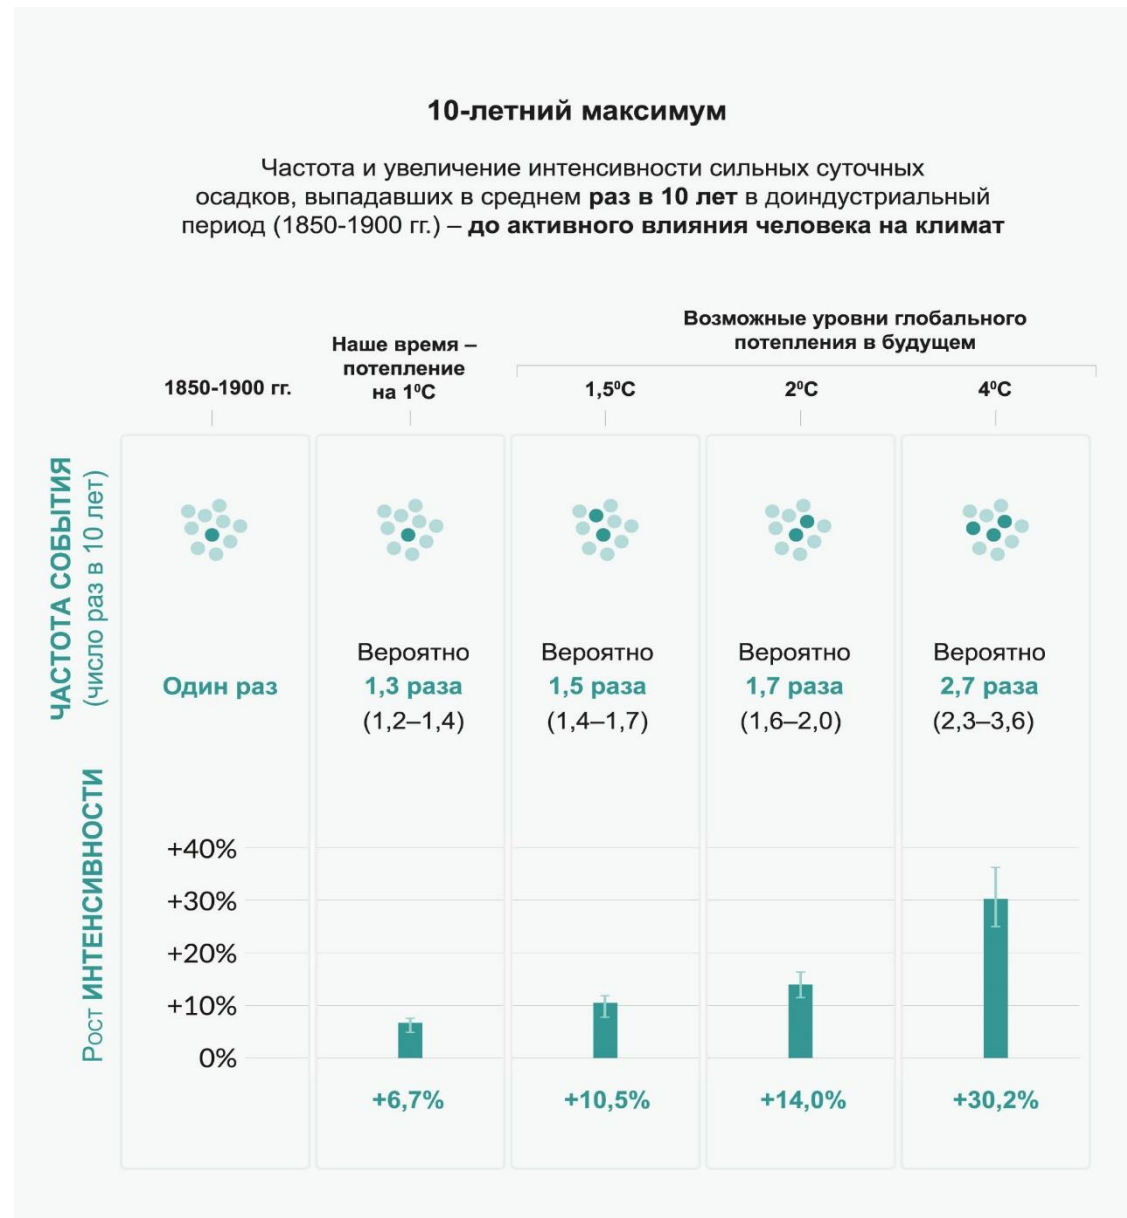 10-летний максимум
Частота и увеличение интенсивности сильных суточных
осадков, выпадавших в среднем раз в 10 лет в доиндустриальный
период (1850-1900 гг.) – до активного влияния человека на климат
Возможные уровни глобального
потепления в будущем
Наше время –
потепление
на 1⁰C
1850-1900 гг.
1,5⁰C
2⁰C
4⁰C
ЧАСТОТА СОБЫТИЯ
(число раз в 10 лет)
Один раз
Вероятно
1,3 раза
(1,2–1,4)
Вероятно
1,5 раза
(1,4–1,7)
Вероятно
1,7 раза
(1,6–2,0)
Вероятно
2,7 раза
(2,3–3,6)
Рост ИНТЕНСИВНОСТИ
+40%
+30%
+20%
+10%
0%
+6,7%
+10,5%
+14,0%
+30,2%